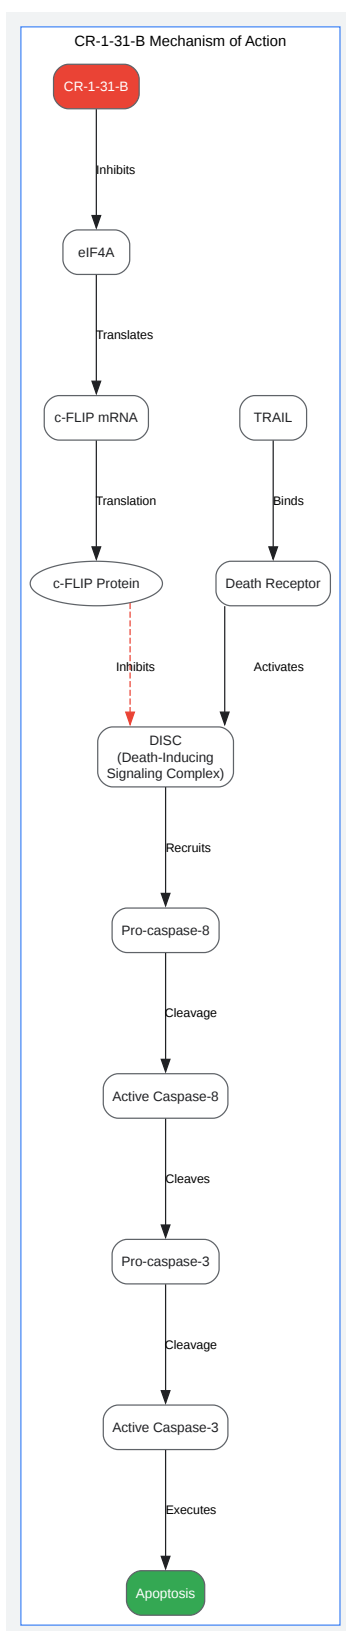 CR-1-31-B Mechanism of Action
CR-1-31-B
Inhibits
eIF4A
Translates
c-FLIP mRNA
TRAIL
Translation
Binds
c-FLIP Protein
Death Receptor
Inhibits
Activates
DISC
(Death-Inducing
Signaling Complex)
Recruits
Pro-caspase-8
Cleavage
Active Caspase-8
Cleaves
Pro-caspase-3
Cleavage
Active Caspase-3
Executes
Apoptosis